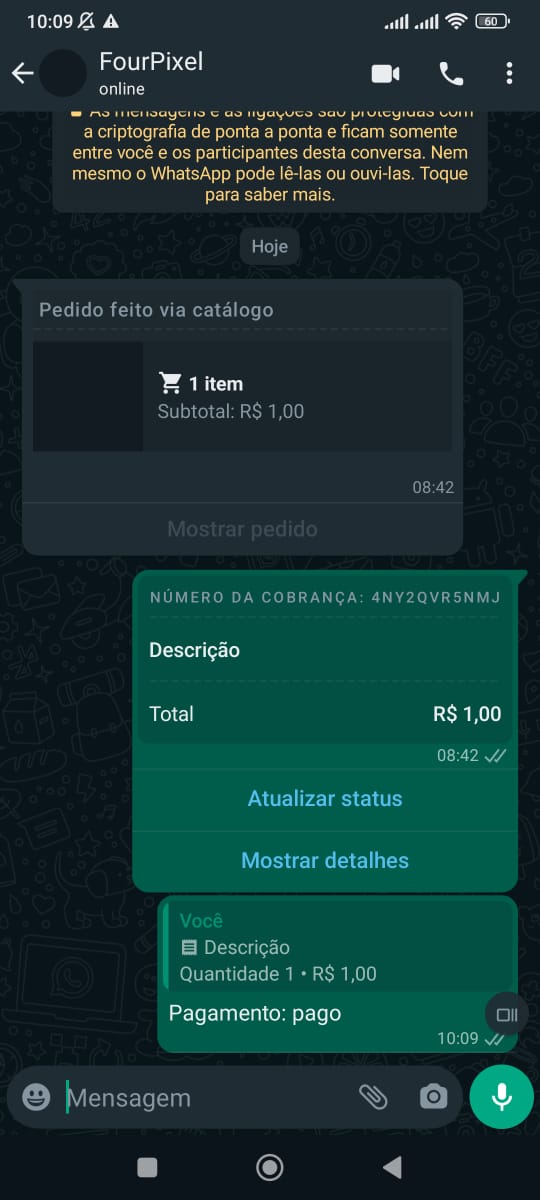 10:09
60
FourPixel
online
As mensagens e as ligações são protegidas com
a criptografia de ponta a ponta e ficam somente
entre você e os participantes desta conversa. Nem
mesmo o WhatsApp pode lê-las ou ouvi-las. Toque
para saber mais.
Hoje
Pedido feito via catálogo
1 item
Subtotal: R$ 1,00
08:42
Mostrar pedido
NÚMERO DA COBRANÇA: 4NY2QVR5NMJ
Descrição
Total R$ 1,00
08:42
Atualizar status
Mostrar detalhes
Você
Descrição
Quantidade 1 • R$ 1,00
Pagamento: pago
10:09
Mensagem